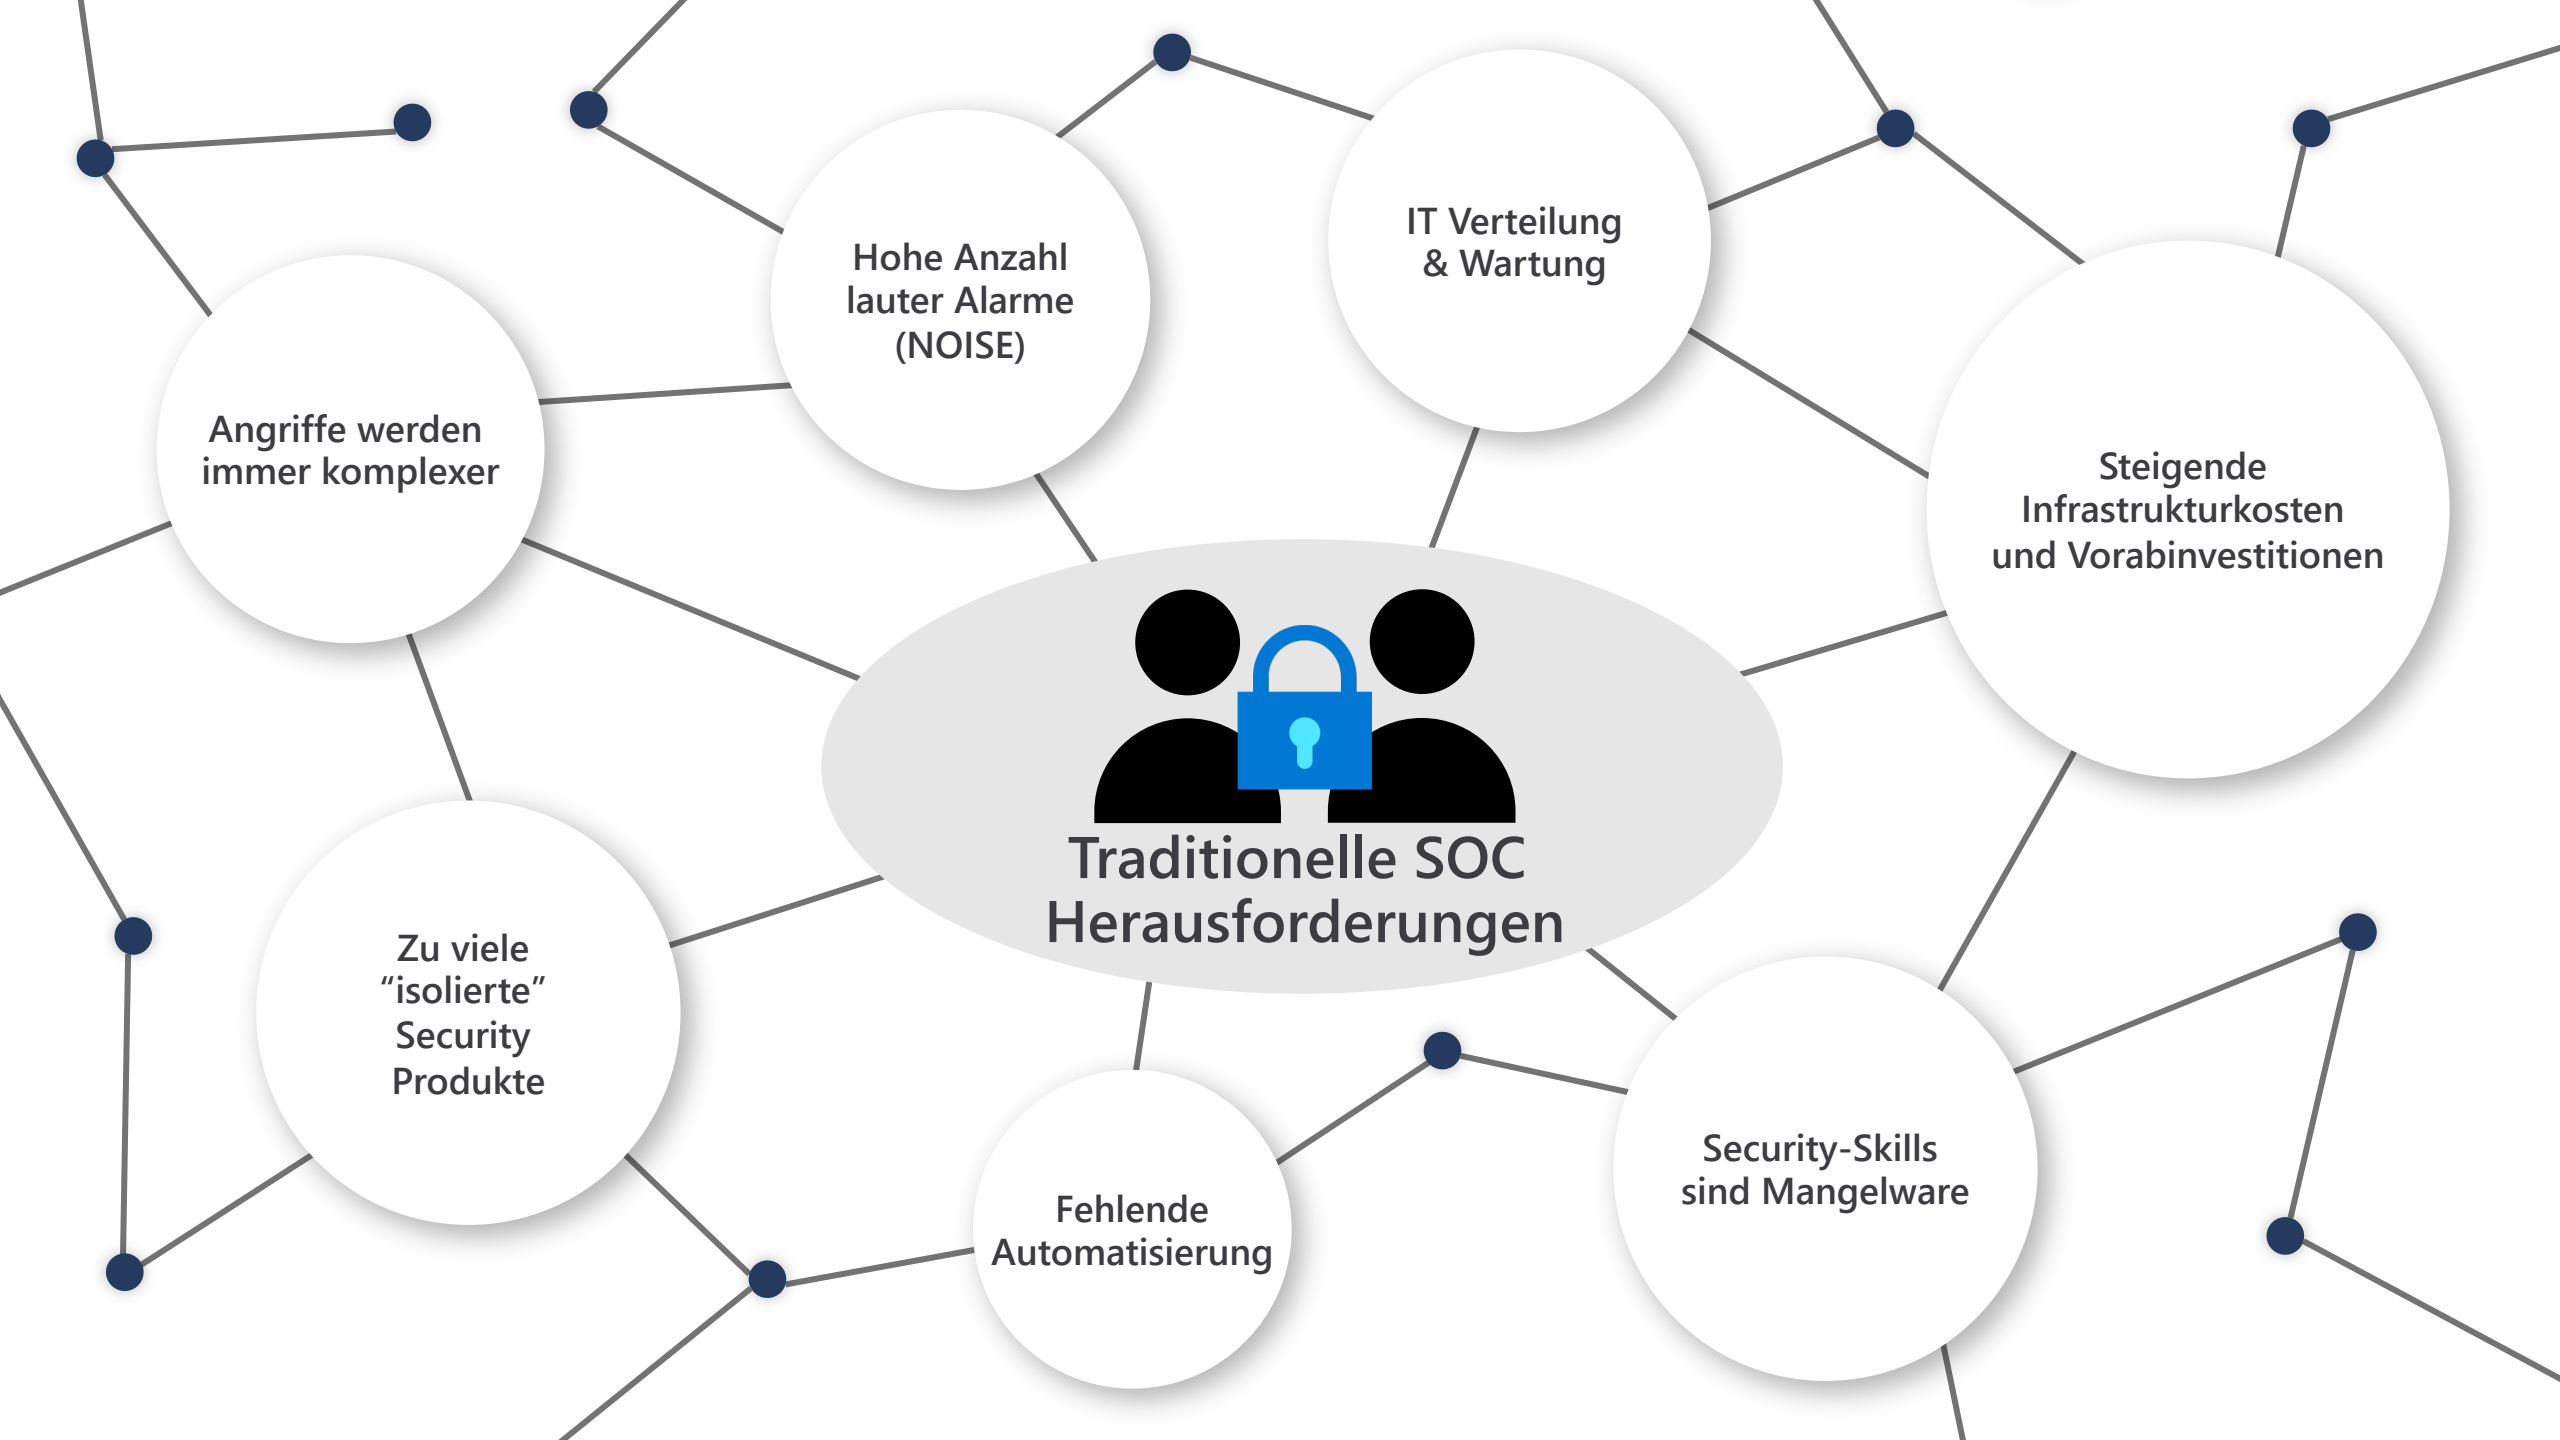 IT Verteilung
& Wartung
Hohe Anzahl
lauter Alarme
(NOISE)
Angriffe werden
immer komplexer
Steigende
Infrastrukturkosten
und Vorabinvestitionen
Traditionelle SOC
Herausforderungen
Zu viele
“isolierte”
Security
Produkte
Fehlende
Automatisierung
Security-Skills
sind Mangelware